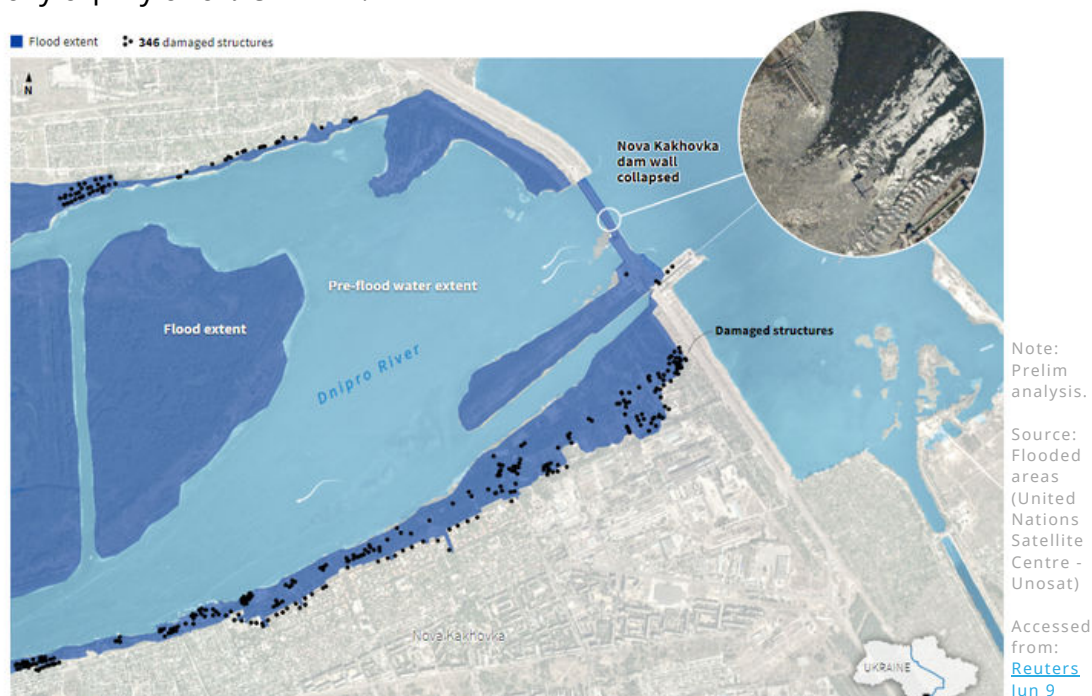 Flood extent
346 damaged structures
N
Nova Kakhovka
dam wall
collapsed
Pre-flood water extent
Flood extent
Damaged structures
Dnipro River
Nova Kakhovka
UKRAINE
Note:
Prelim
analysis.
Source:
Flooded
areas
(United
Nations
Satellite
Centre -
Unosat)
Accessed
from:
Reuters
Jun 9